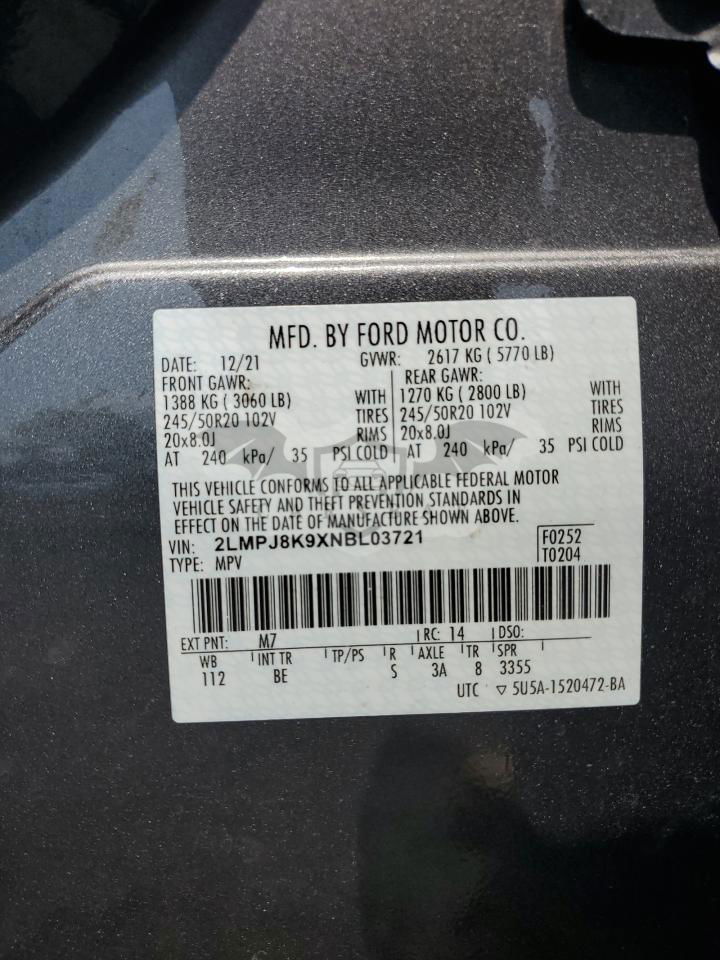 MFD. BY FORD MOTOR CO.
DATE: 12/21 GVWR: 2617 KG ( 5770 LB)
FRONT GAWR: REAR GAWR:
1388 KG ( 3060 LB) WITH 1270 KG ( 2800 LB) WITH
245/50R20 102V TIRES 245/50R20 102V TIRES
20x8.0J RIMS 20x8.0J RIMS
AT 240 kPa/ 35 PSI COLD AT 240 kPa/ 35 PSI COLD
THIS VEHICLE CONFORMS TO ALL APPLICABLE FEDERAL MOTOR
VEHICLE SAFETY AND THEFT PREVENTION STANDARDS IN
EFFECT ON THE DATE OF MANUFACTURE SHOWN ABOVE.
VIN: 2LMPJ8K9XNBL03721 F0252
TYPE: MPV T0204
EXT PNT: M7 RC: 14 DSO:
WB INT TR TP/PS R AXLE TR SPR
112 BE S 3A 8 3355
UTC ▽ 5U5A-1520472-BA